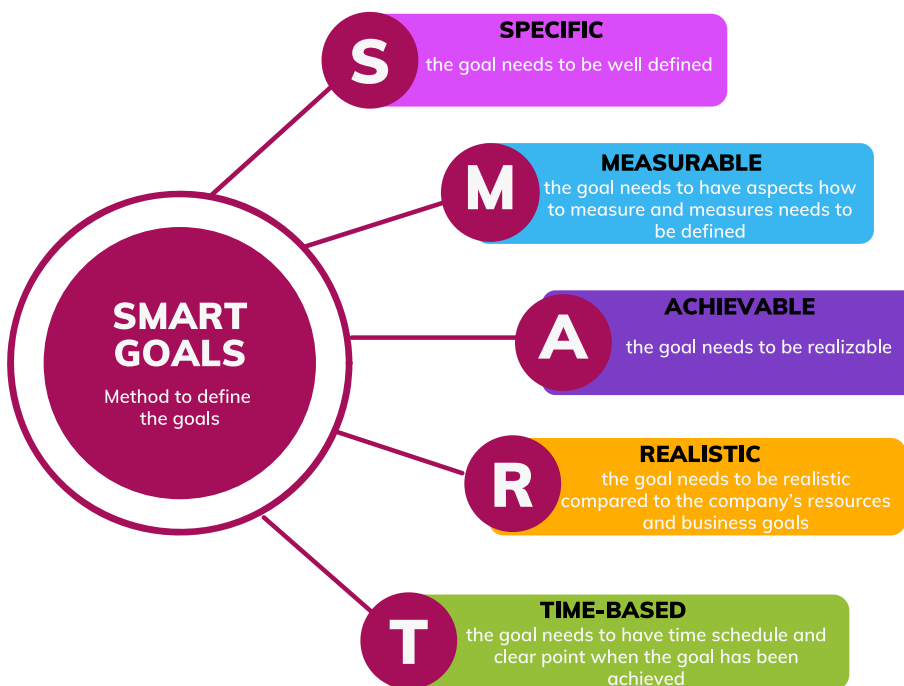 S
SPECIFIC
the goal needs to be well defined
M
MEASURABLE
the goal needs to have aspects how
to measure and measures needs to
be defined
SMART
GOALS
Method to define
the goals
A
ACHIEVABLE
the goal needs to be realizable
R
REALISTIC
the goal needs to be realistic
compared to the company's resources
and business goals
T
TIME-BASED
the goal needs to have time schedule and
clear point when the goal has been
achieved